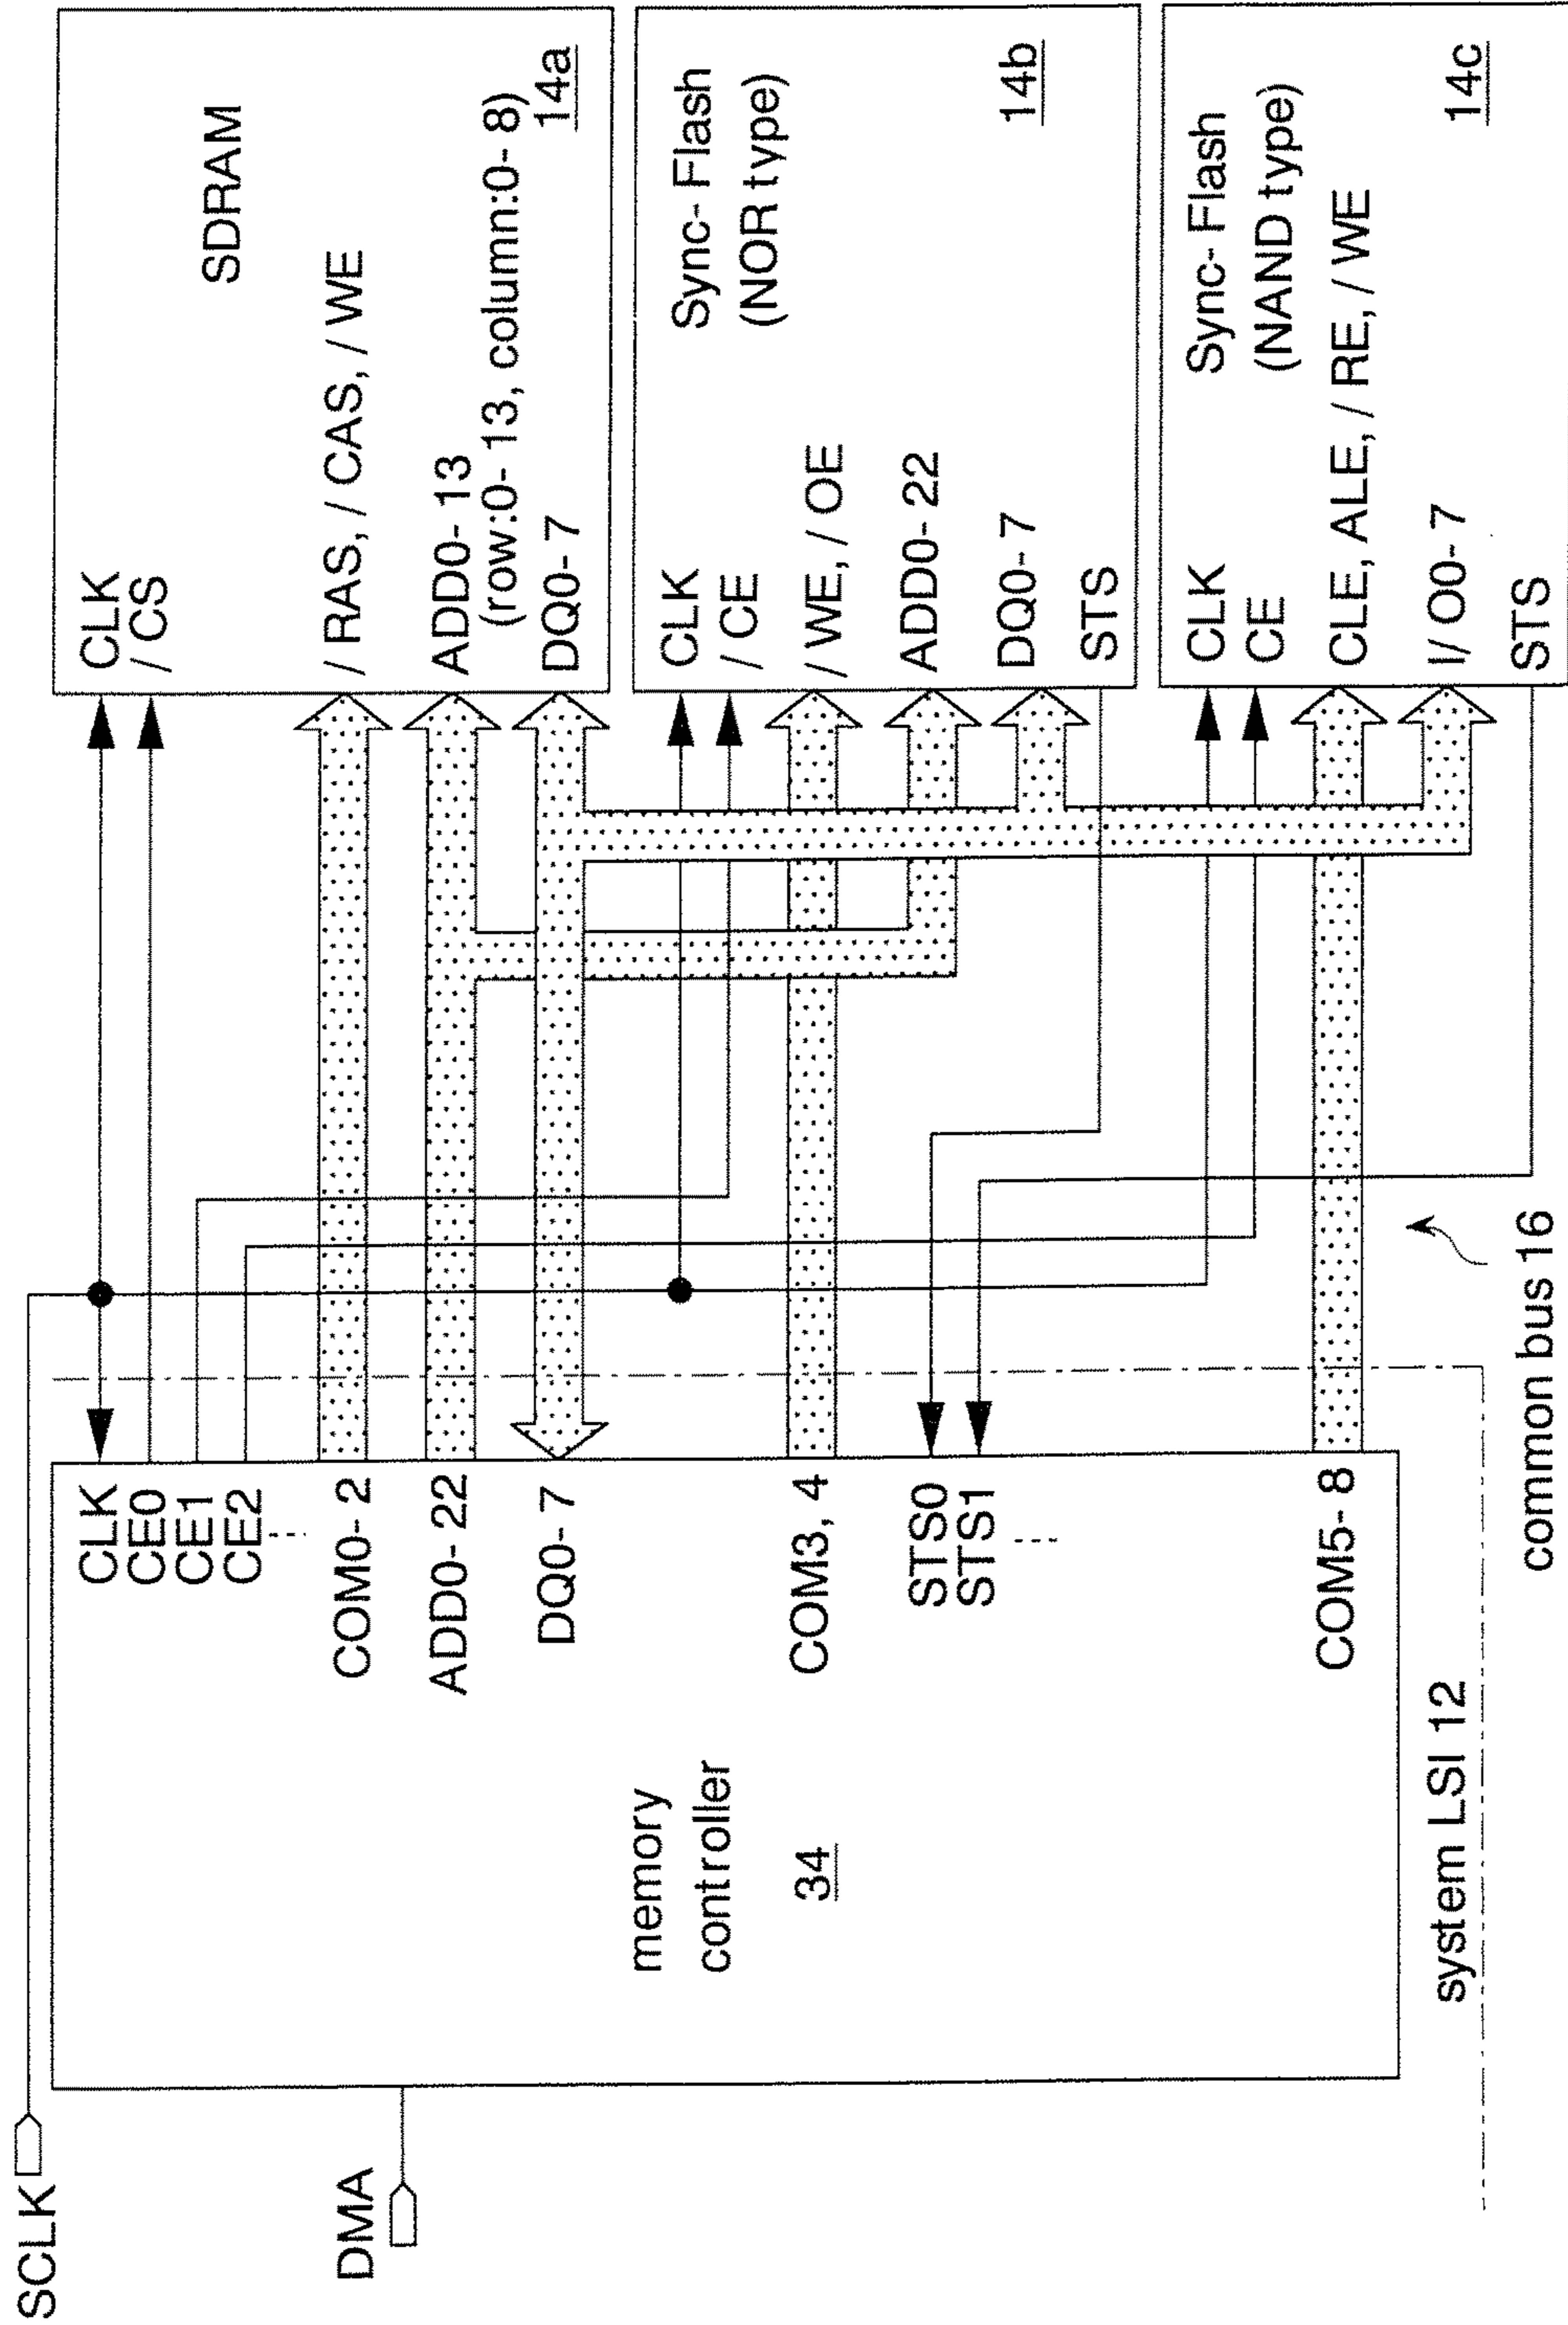 SCLK
DMA
memory
controller
34
CLK
CE0
CE1
CE2
COM0- 2
ADD0- 22
DQ0- 7
COM3, 4
STS0
STS1
COM5- 8
system LSI 12
common bus 16
CLK
/ CS
SDRAM
/ RAS, / CAS, / WE
ADD0- 13
(row:0- 13, column:0- 8)
DQ0- 7
14a
CLK
/ CE
Sync- Flash
(NOR type)
/ WE, / OE
ADD0- 22
DQ0- 7
STS
14b
CLK
CE
Sync- Flash
(NAND type)
CLE, ALE, / RE, / WE
I/ O0- 7
STS
14c